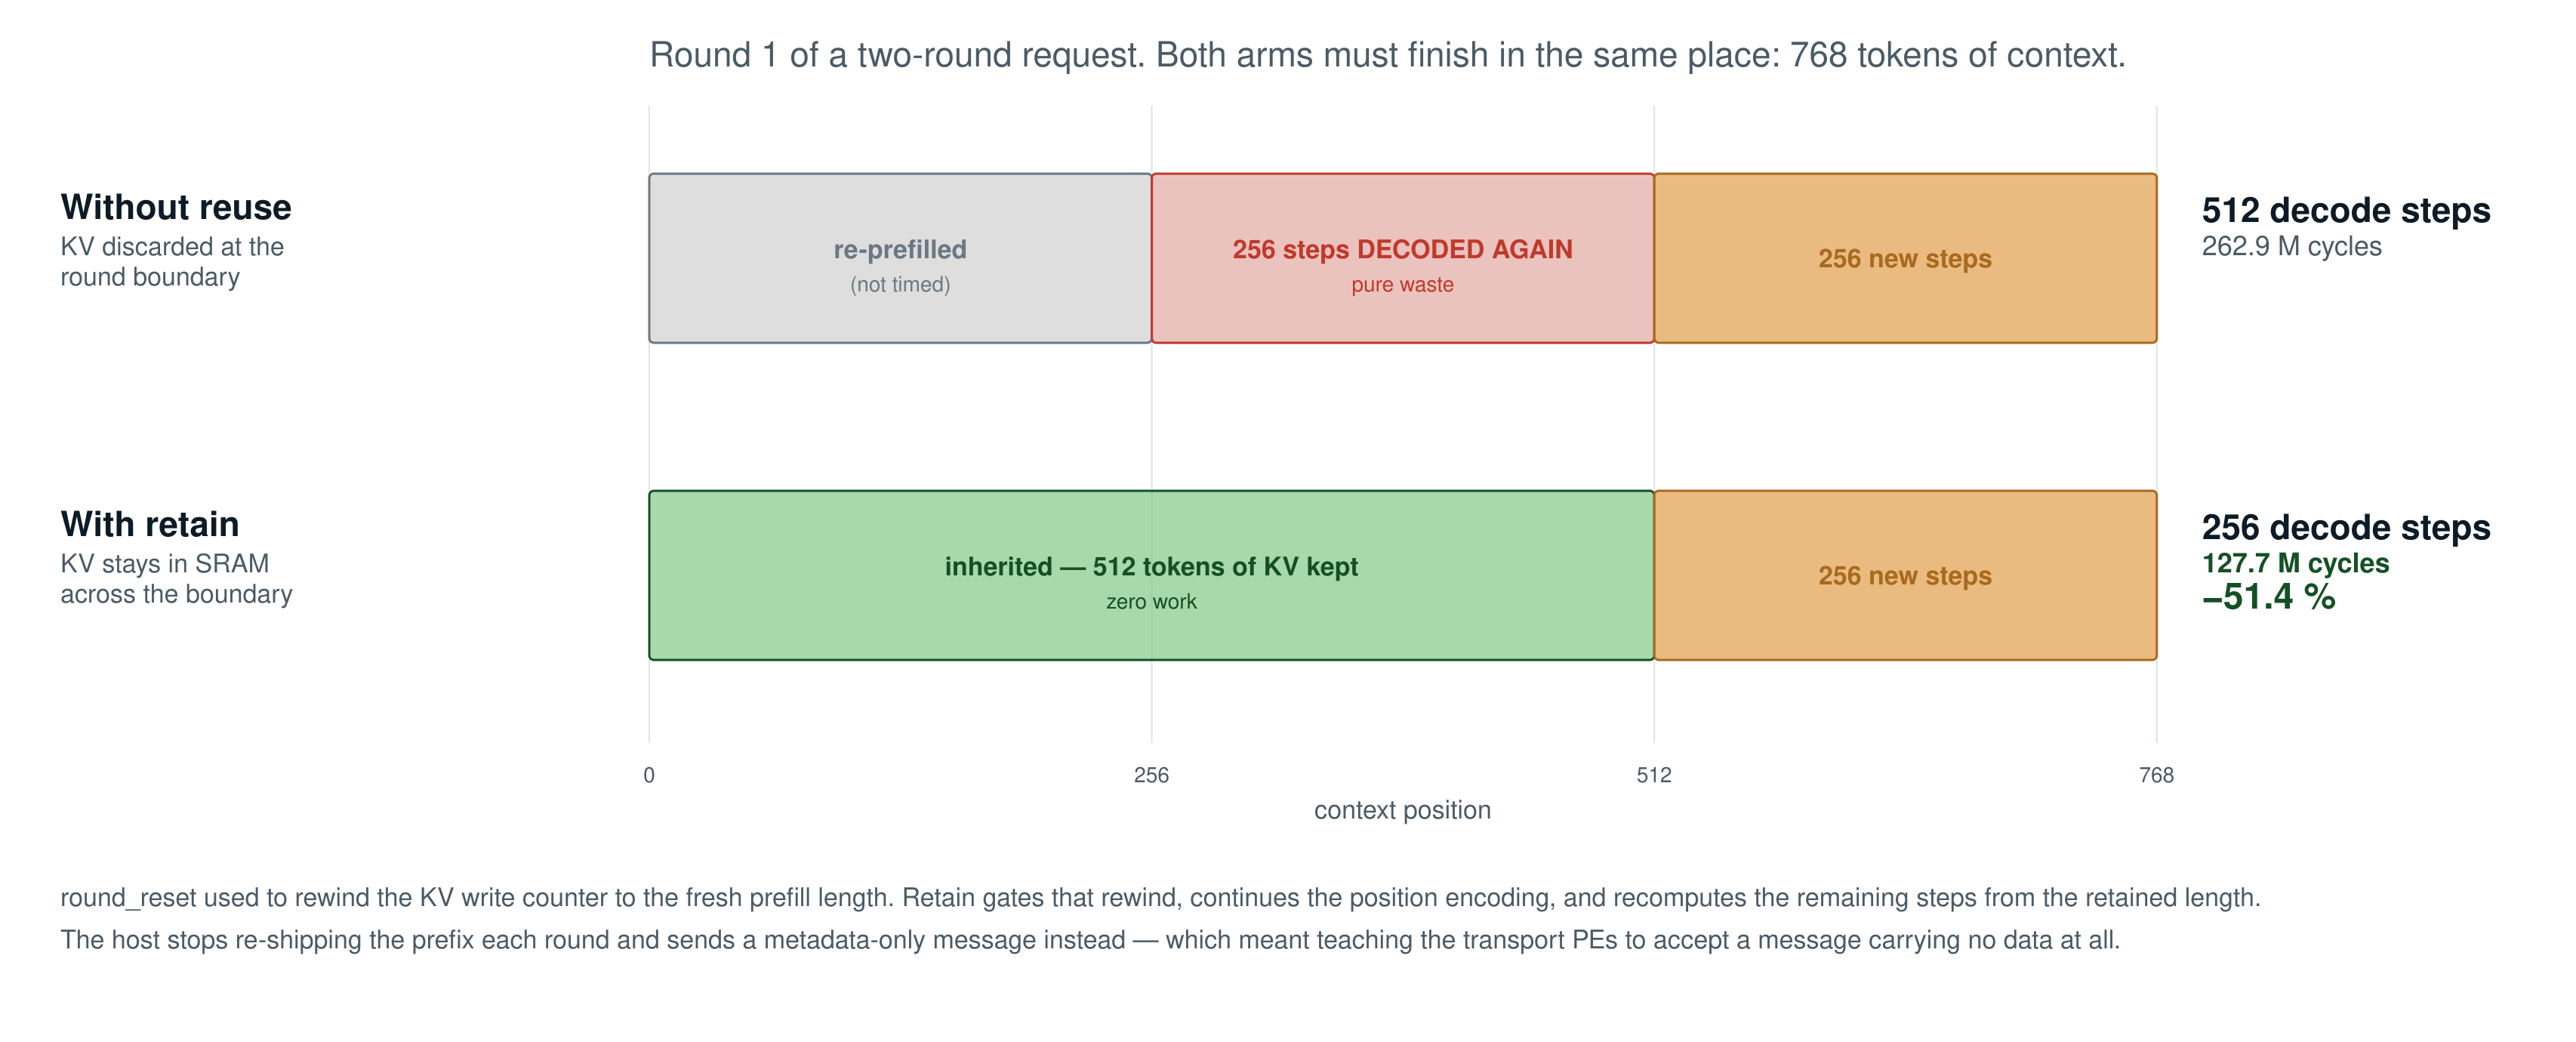 Round 1 of a two-round request. Both arms must finish in the same place: 768 tokens of context.
Without reuse
KV discarded at the
round boundary
re-prefilled
(not timed)
256 steps DECODED AGAIN
pure waste
256 new steps
512 decode steps
262.9 M cycles
With retain
KV stays in SRAM
across the boundary
inherited — 512 tokens of KV kept
zero work
256 new steps
256 decode steps
127.7 M cycles
−51.4 %
0
256
512
768
context position
round_reset used to rewind the KV write counter to the fresh prefill length. Retain gates that rewind, continues the position encoding, and recomputes the remaining steps from the retained length.
The host stops re-shipping the prefix each round and sends a metadata-only message instead — which meant teaching the transport PEs to accept a message carrying no data at all.